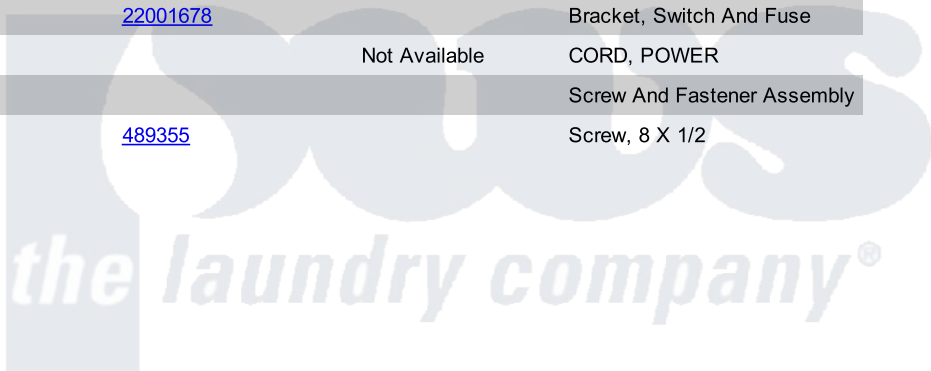 22001678 Bracket, Switch And Fuse
Not Available CORD, POWER
Screw And Fastener Assembly
489355 Screw, 8 X 1/2
pws
the laundry company®